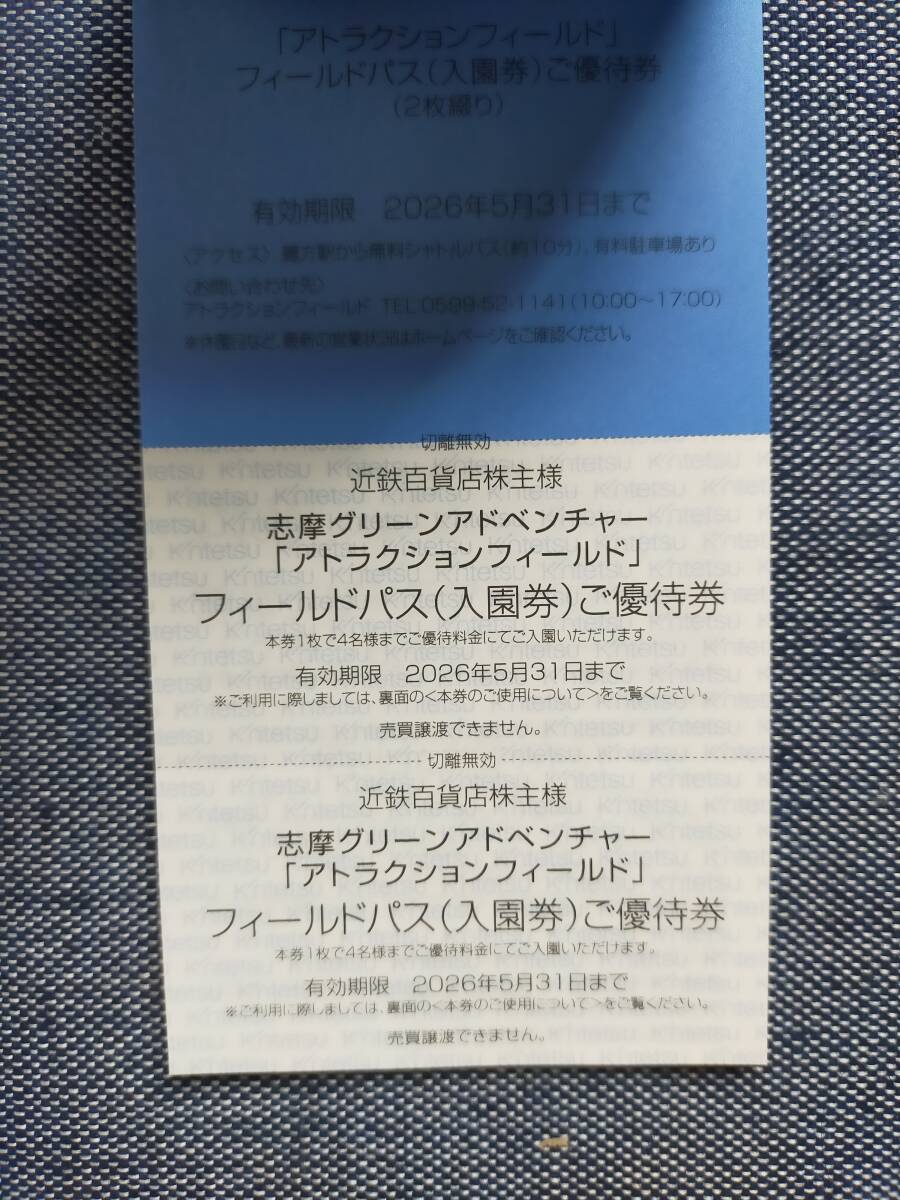 「アトラクションフィールド」
フィールドパス（入園券）ご優待券
（2枚綴り）
有効期限　2026年5月31日まで
〈アクセス〉 鵜方駅から無料シャトルバス（約10分）、有料駐車場あり
〈お問い合わせ先〉
アトラクションフィールド　TEL 0599-52-1141（10:00～17:00）
※休園日など、最新の営業状況はホームページをご確認ください。
切離無効
近鉄百貨店株主様
志摩グリーンアドベンチャー
「アトラクションフィールド」
フィールドパス（入園券）ご優待券
本券1枚で4名様までご優待料金にてご入園いただけます。
有効期限　2026年5月31日まで
※ご利用に際しましては、裏面の＜本券のご使用について＞をご覧ください。
売買譲渡できません。
切離無効
近鉄百貨店株主様
志摩グリーンアドベンチャー
「アトラクションフィールド」
フィールドパス（入園券）ご優待券
本券1枚で4名様までご優待料金にてご入園いただけます。
有効期限　2026年5月31日まで
※ご利用に際しましては、裏面の＜本券のご使用について＞をご覧ください。
売買譲渡できません。